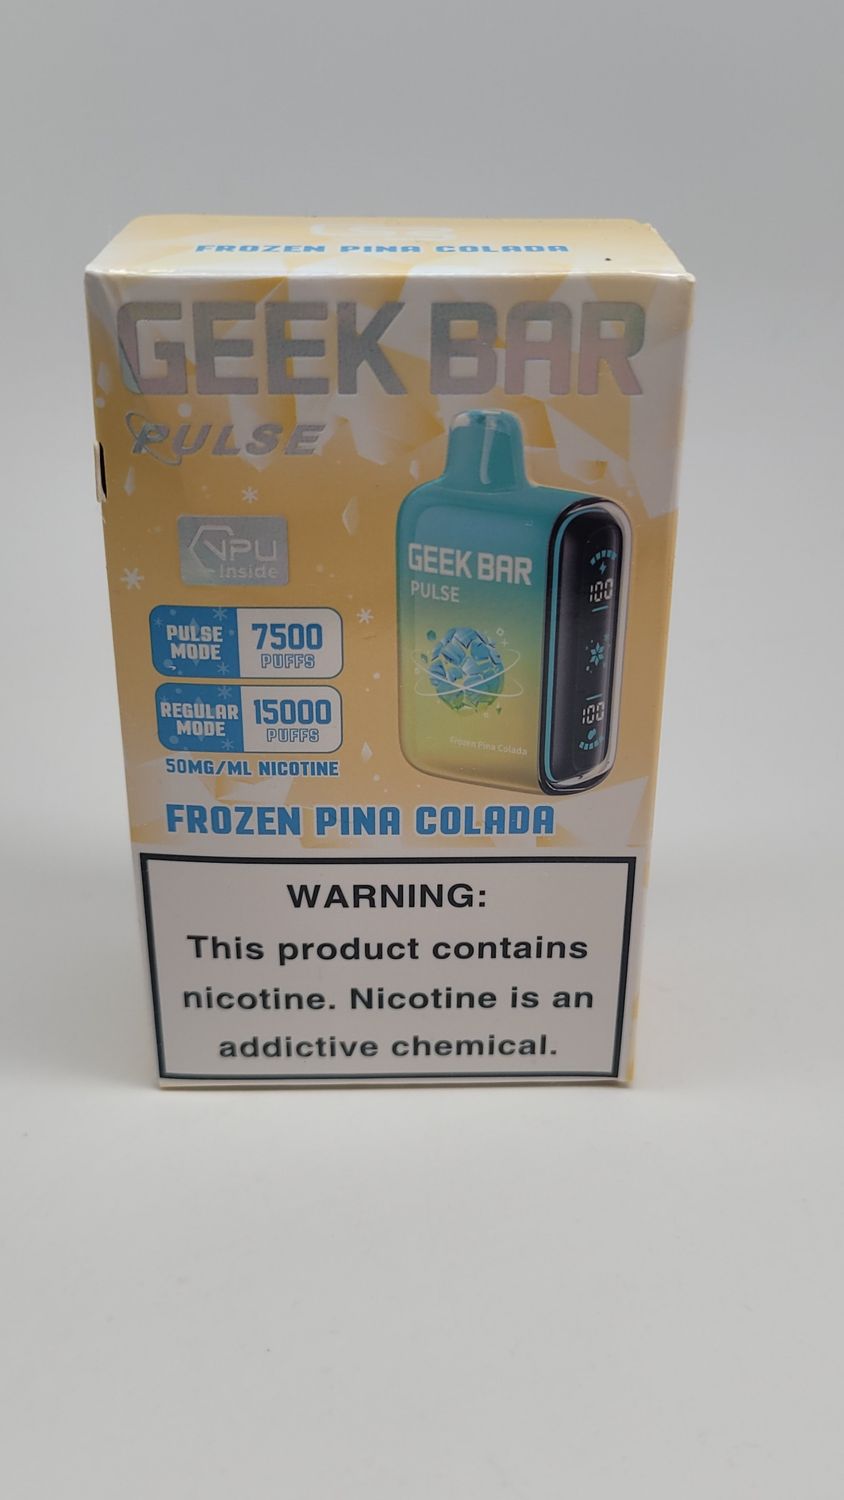 FROZEN PINA COLADA
GEEK BAR
PULSE
VPU
Inside
PULSE
MODE
7500
PUFFS
REGULAR
MODE
15000
PUFFS
50MG/ML NICOTINE
GEEK BAR
PULSE
100
100
Frozen Pina Colada
FROZEN PINA COLADA
WARNING:
This product contains
nicotine. Nicotine is an
addictive chemical.